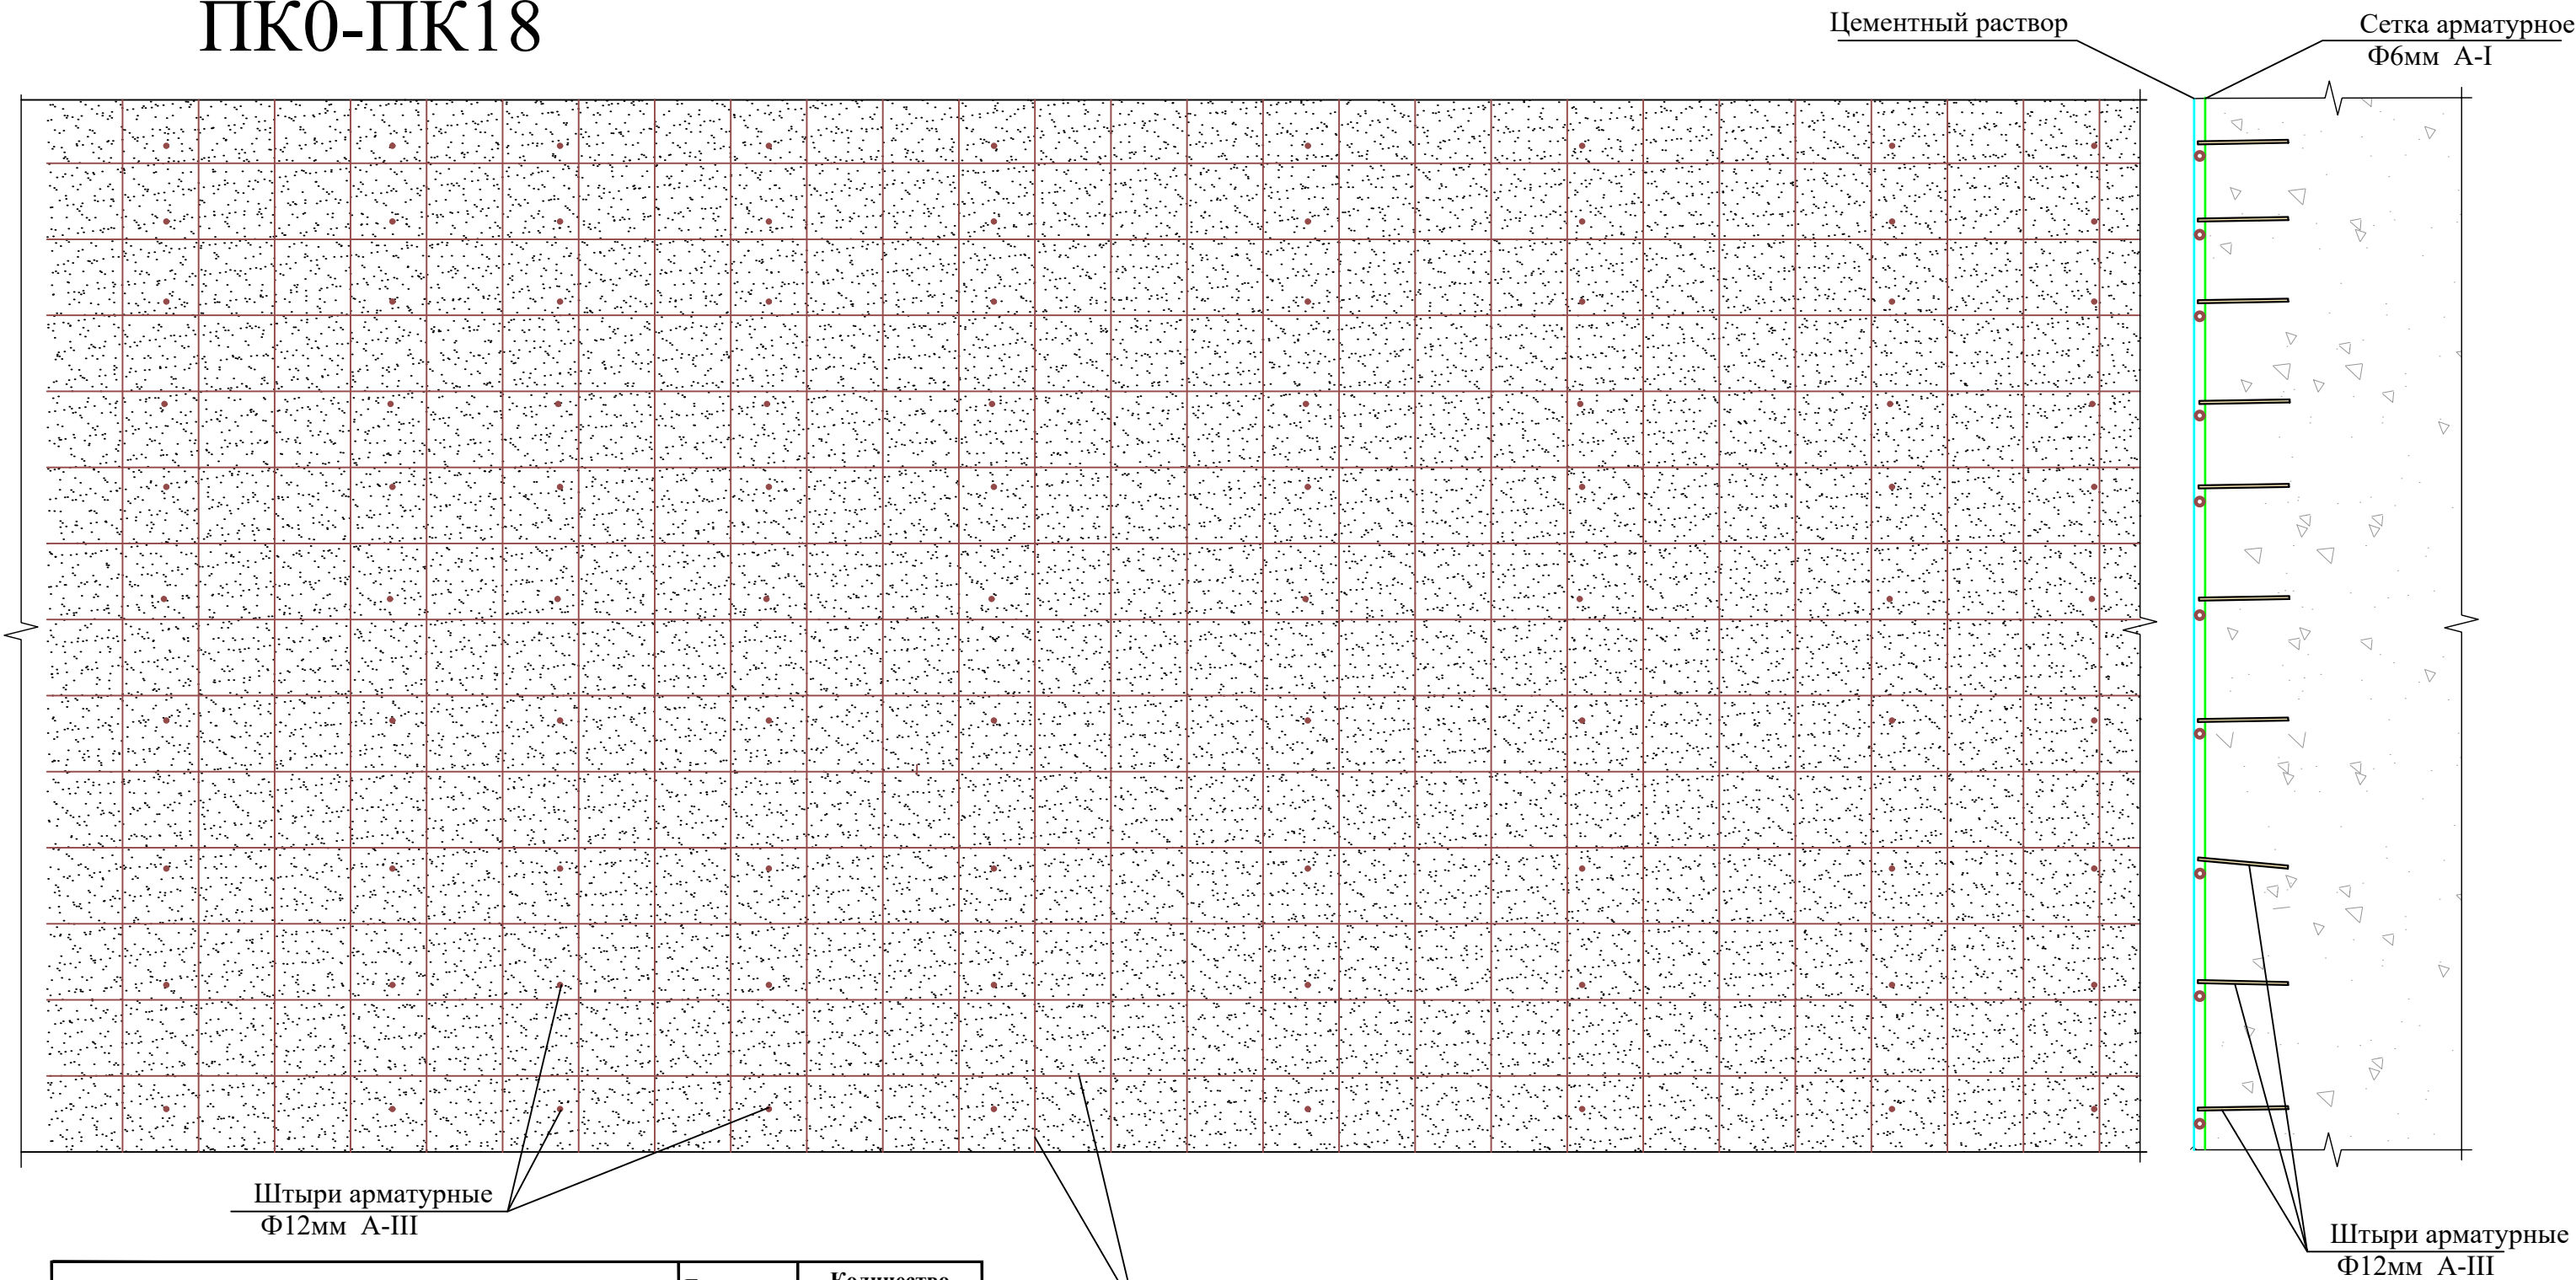 ПК0-ПК18
Цементный раствор
Сетка арматурное
Ф6мм А-I
Штыри арматурные
Ф12мм А-III
Штыри арматурные
Ф12мм А-III
Количество